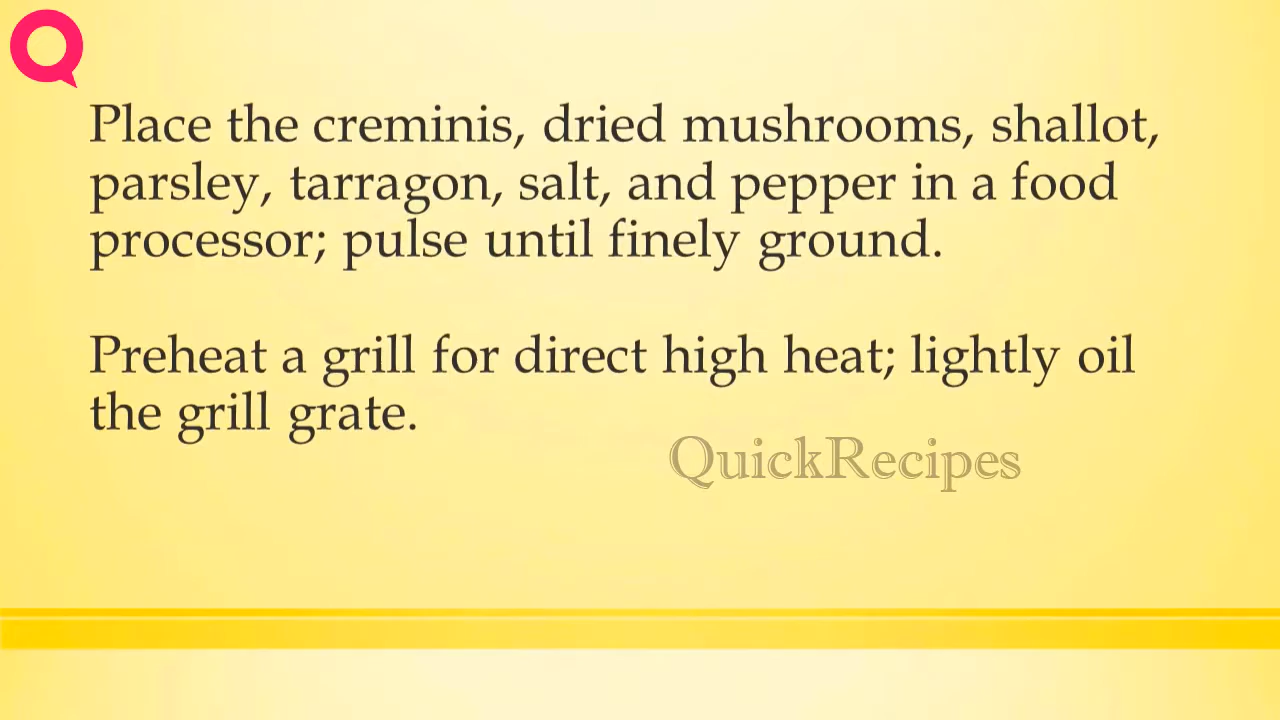 Place the creminis, dried mushrooms, shallot,
parsley, tarragon, salt, and pepper in a food
processor; pulse until finely ground.
Preheat a grill for direct high heat; lightly oil
the grill grate.
QuickRecipes